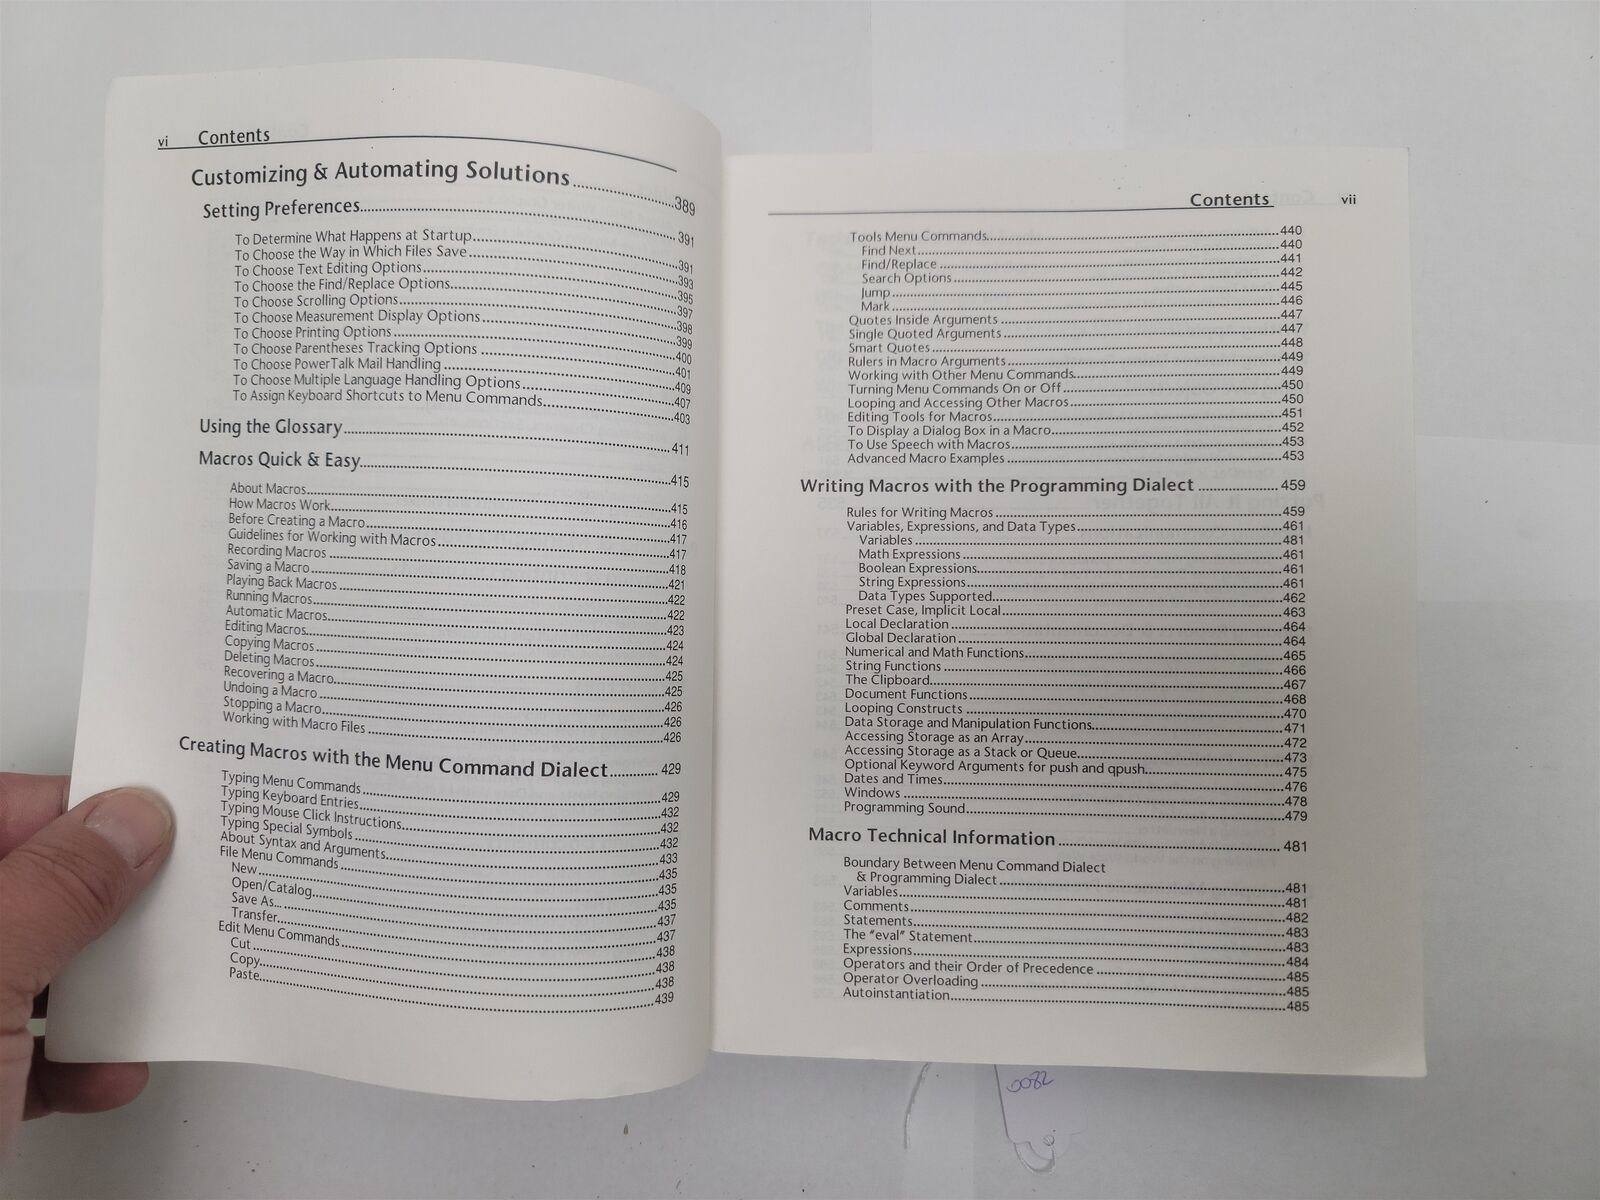 vi Contents
Customizing & Automating Solutions...389
Setting Preferences...391
To Determine What Happens at Startup...391
To Choose the Way in Which Files Save...393
To Choose Text Editing Options...395
To Choose the Find/Replace Options...397
To Choose Scrolling Options...398
To Choose Measurement Display Options...399
To Choose Printing Options...400
To Choose Parentheses Tracking Options...401
To Choose PowerTalk Mail Handling...409
To Choose Multiple Language Handling Options...407
To Assign Keyboard Shortcuts to Menu Commands...403
Using the Glossary...411
Macros Quick & Easy...415
About Macros...415
How Macros Work...416
Before Creating a Macro...417
Guidelines for Working with Macros...417
Recording Macros...418
Saving a Macro...421
Playing Back Macros...422
Running Macros...422
Automatic Macros...423
Editing Macros...424
Copying Macros...424
Deleting Macros...425
Recovering a Macro...425
Undoing a Macro...426
Stopping a Macro...426
Working with Macro Files...426
Creating Macros with the Menu Command Dialect...429
Typing Menu Commands...429
Typing Keyboard Entries...432
Typing Mouse Click Instructions...432
Typing Special Symbols...432
About Syntax and Arguments...433
File Menu Commands...435
New...435
Open/Catalog...435
Save As...437
Transfer...437
Edit Menu Commands...438
Cut...438
Copy...438
Paste...439
Contents vii
Tools Menu Commands...440
Find Next...440
Find/Replace...441
Search Options...442
Jump...445
Mark...446
Quotes Inside Arguments...447
Single Quoted Arguments...447
Smart Quotes...448
Rulers in Macro Arguments...449
Working with Other Menu Commands...449
Turning Menu Commands On or Off...450
Looping and Accessing Other Macros...450
Editing Tools for Macros...451
To Display a Dialog Box in a Macro...452
To Use Speech with Macros...453
Advanced Macro Examples...453
Writing Macros with the Programming Dialect...459
Rules for Writing Macros...459
Variables, Expressions, and Data Types...461
Variables...481
Math Expressions...461
Boolean Expressions...461
String Expressions...461
Data Types Supported...462
Preset Case, Implicit Local...463
Local Declaration...464
Global Declaration...464
Numerical and Math Functions...465
String Functions...466
The Clipboard...467
Document Functions...468
Looping Constructs...470
Data Storage and Manipulation Functions...471
Accessing Storage as an Array...472
Accessing Storage as a Stack or Queue...473
Optional Keyword Arguments for push and qpush...475
Dates and Times...476
Windows...478
Programming Sound...479
Macro Technical Information...481
Boundary Between Menu Command Dialect
& Programming Dialect...481
Variables...481
Comments...482
Statements...483
The "eval" Statement...483
Expressions...484
Operators and their Order of Precedence...485
Operator Overloading...485
Autoinstantiation...485
0082